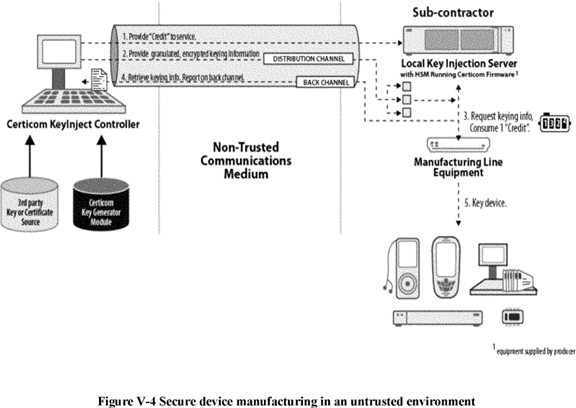 Sub-contractor
1. Provide "Credit" to service.
2. Provide granulated, encrypted keying information
DISTRIBUTION CHANNEL
4. Retrieve keying info. Report on back channel.
BACK CHANNEL
Local Key Injection Server
with HSM Running Certicom Firmware 1
3. Request keying info,
Consume 1 "Credit".
1324
Certicom KeyInject Controller
Non-Trusted
Communications
Medium
Manufacturing Line
Equipment
3rd party
Key or Certificate
Source
Certicom
Key Generator
Module
5. Key device.
1 equipment supplied by producer
Figure V-4 Secure device manufacturing in an untrusted environment